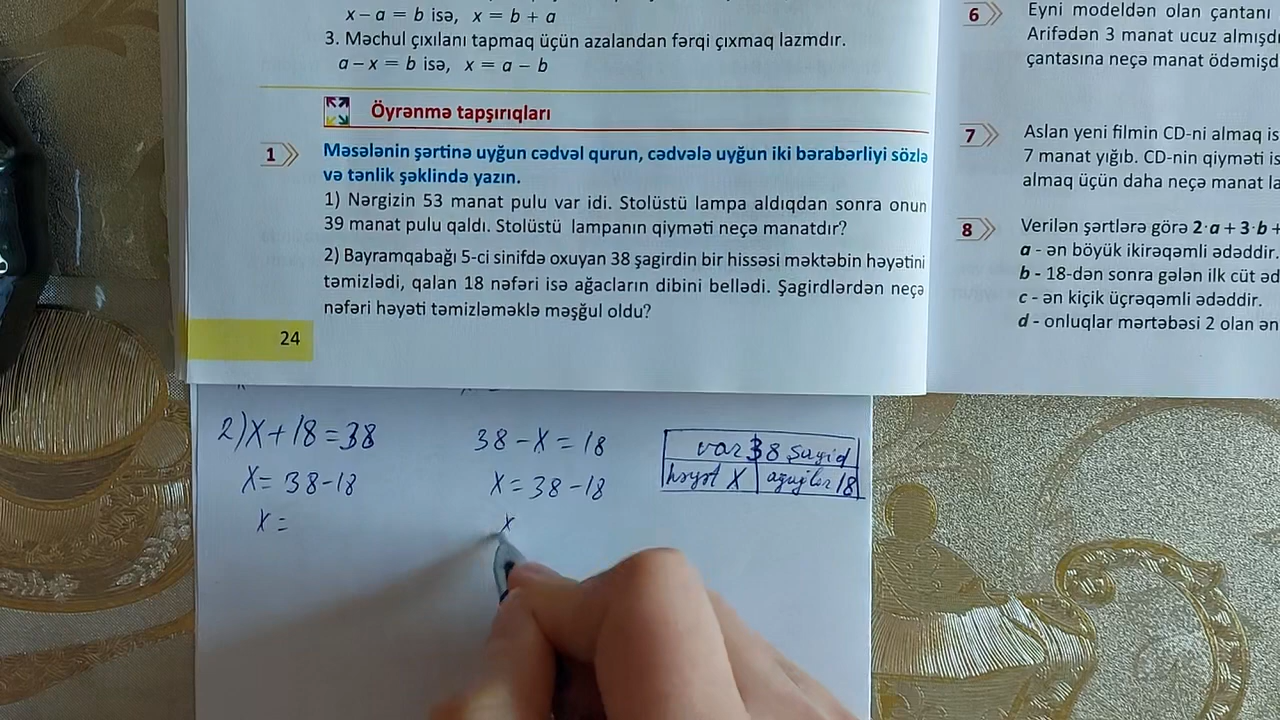 x – a = b isə, x = b + a
3. Məchul çıxılanı tapmaq üçün azalandan fərqi çıxmaq lazmdır.
a – x = b isə, x = a – b
Öyrənmə tapşırıqları
1
Məsələnin şərtinə uyğun cədvəl qurun, cədvələ uyğun iki bərabərliyi sözlə
və tənlik şəklində yazın.
1) Nərgizin 53 manat pulu var idi. Stolüstü lampa aldıqdan sonra onun
39 manat pulu qaldı. Stolüstü lampanın qiyməti neçə manatdır?
2) Bayramqabağı 5-ci sinifdə oxuyan 38 şagirdin bir hissəsi məktəbin həyətini
təmizlədi, qalan 18 nəfəri isə ağacların dibini bellədi. Şagirdlərdən neçə
nəfəri həyəti təmizləməklə məşğul oldu?
24
6
Eyni modeldən olan çantanı
Arifədən 3 manat ucuz almışdı
çantasına neçə manat ödəmişd
7
Aslan yeni filmin CD-ni almaq is
7 manat yığıb. CD-nin qiyməti is
almaq üçün daha neçə manat la
8
Verilən şərtlərə görə 2·a + 3·b +
a - ən böyük ikirəqəmli ədəddir.
b - 18-dən sonra gələn ilk cüt əd
c - ən kiçik üçrəqəmli ədəddir.
d - onluqlar mərtəbəsi 2 olan ən
2) x + 18 = 38
x = 38 - 18
x =
38 - x = 18
x = 38 - 18
x
var 38 şagid
həyət x ağaclar 18